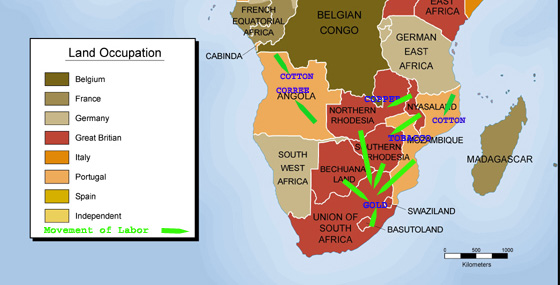 FRENCH
EQUATORIAL
AFRICA
BELGIAN
CONGO
EAST
AFRICA
GERMAN
EAST
AFRICA
CABINDA
COTTON
COFFEE
ANGOLA
COPPER
NORTHERN
RHODESIA
NYASALAND
COTTON
TOBACCO
MOZAMBIQUE
SOUTHERN
RHODESIA
MADAGASCAR
SOUTH
WEST
AFRICA
BECHUANA
LAND
GOLD
SWAZILAND
UNION OF
SOUTH
AFRICA
BASUTOLAND
0 500 1000
Kilometers
Land Occupation
Belgium
France
Germany
Great Britian
Italy
Portugal
Spain
Independent
Movement of Labor